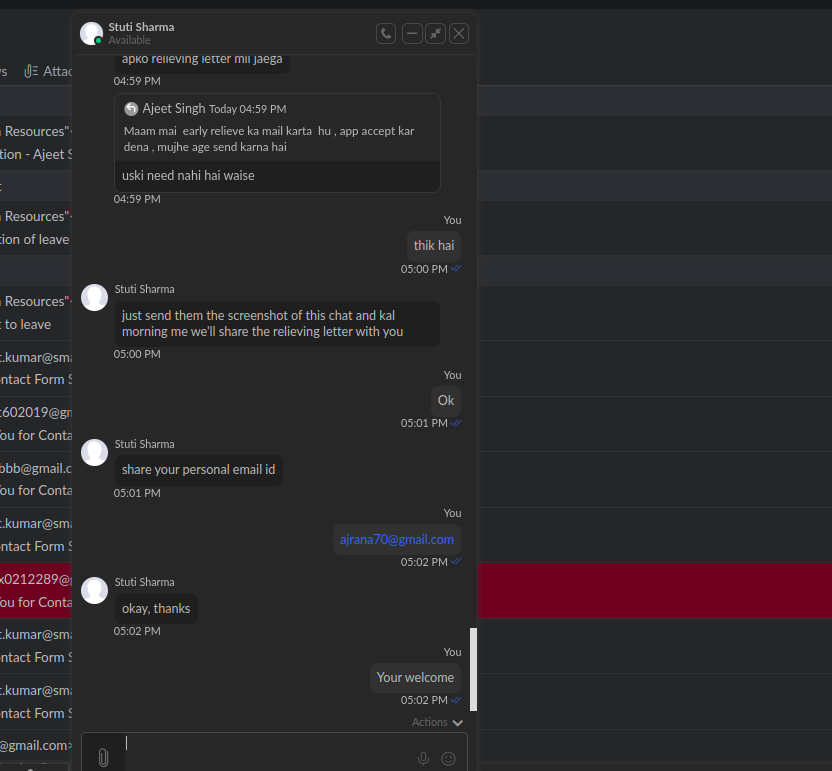 Stuti Sharma
Available
apko relieving letter mil jaega
04:59 PM
Ajeet Singh Today 04:59 PM
Maam mai early relieve ka mail karta hu , app accept kar
dena , mujhe age send karna hai
uski need nahi hai waise
04:59 PM
You
thik hai
05:00 PM
Stuti Sharma
just send them the screenshot of this chat and kal
morning me we'll share the relieving letter with you
05:00 PM
You
Ok
05:01 PM
Stuti Sharma
share your personal email id
05:01 PM
You
ajrana70@gmail.com
05:02 PM
Stuti Sharma
okay, thanks
05:02 PM
You
Your welcome
05:02 PM
Actions
Resources"
tion - Ajeet S
Resources"
tion of leave
Resources"
t to leave
t.kumar@sma
ntact Form S
t602019@gm
You for Conta
bbb@gmail.c
You for Conta
t.kumar@sma
ntact Form S
x0212289@g
You for Conta
t.kumar@sma
ntact Form S
t.kumar@sma
ntact Form S
@gmail.com>